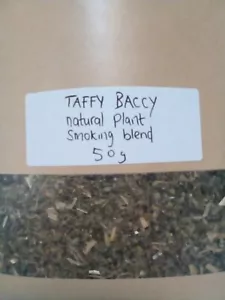 TAFFY BACCY
natural plant
smoking blend
50g